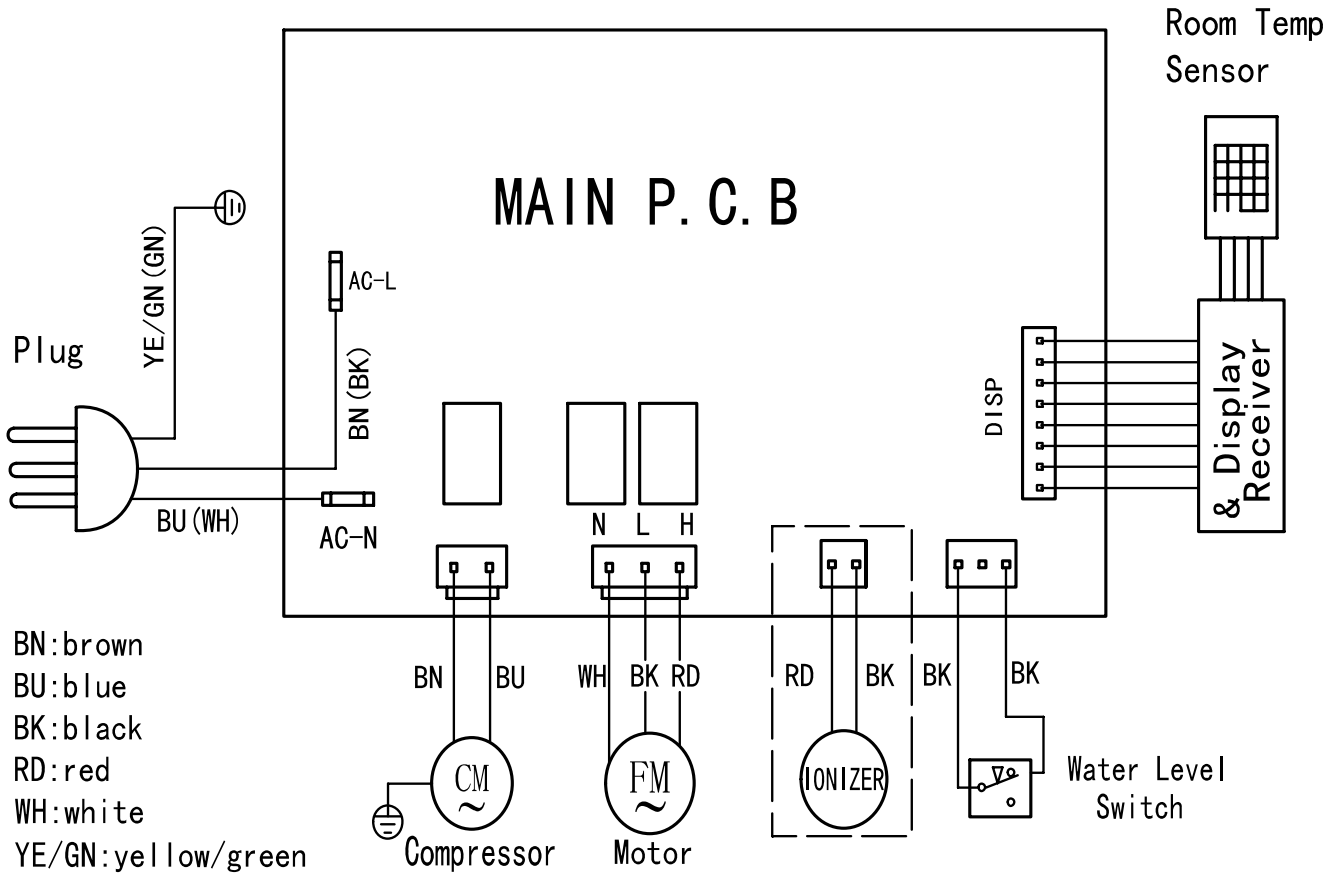 Room Temp
Sensor
MAIN P.C.B
YE/GN(GN)
AC-L
Plug
BN(BK)
DISP
& Display
Receiver
BU(WH)
AC-N
N L H
BN:brown
BU:blue
BK:black
RD:red
WH:white
YE/GN:yellow/green
BN BU WH BK RD RD BK BK BK
CM
~
FM
~
IONIZER
Water Level
Switch
Compressor
Motor